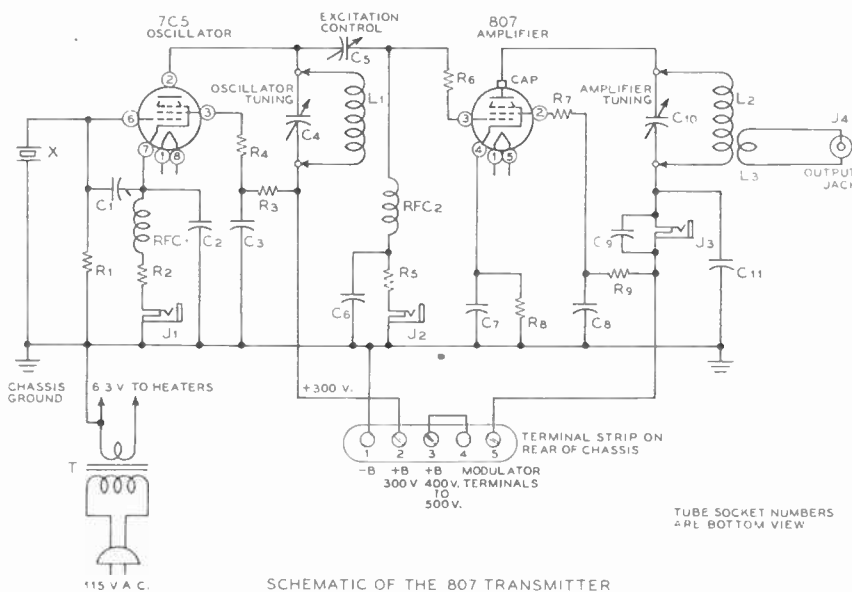 7C5
OSCILLATOR
EXCITATION
CONTROL
C5
807
AMPLIFIER
CAP
2
6
3
7
1
8
OSCILLATOR
TUNING
C4
L1
R6
3
2
4
1
5
R7
AMPLIFIER
TUNING
C10
L2
L3
J4
OUTPUT
JACK
X
C1
RFC1
R1
R2
J1
C2
C3
R4
R3
RFC2
R5
C6
J2
C7
R8
C8
R9
C9
J3
C11
CHASSIS
GROUND
6.3 V TO HEATERS
+300 V.
T
115 V A.C.
1
2
3
4
5
TERMINAL STRIP ON
REAR OF CHASSIS
-B
+B
+B
MODULATOR
300 V
400 V.
TERMINALS
TO
500 V.
TUBE SOCKET NUMBERS
ARE BOTTOM VIEW
SCHEMATIC OF THE 807 TRANSMITTER